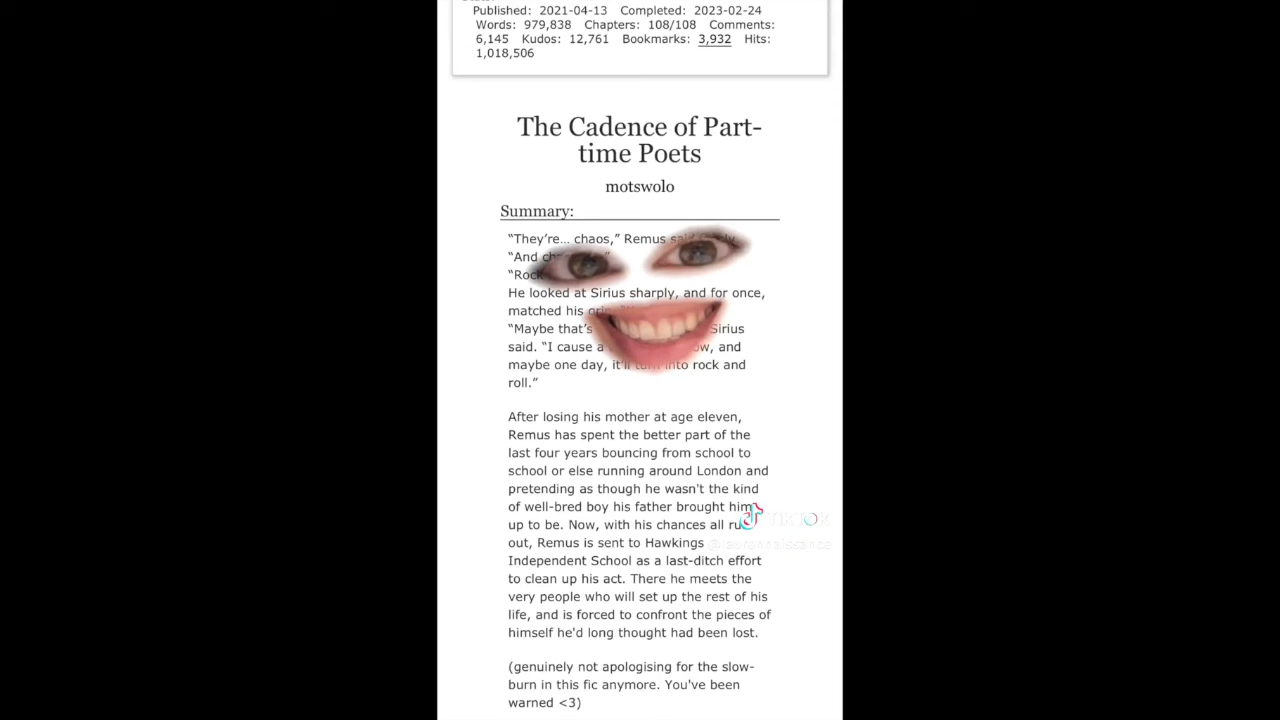 Published: 2021-04-13 Completed: 2023-02-24
Words: 979,838 Chapters: 108/108 Comments:
6,145 Kudos: 12,761 Bookmarks: 3,932 Hits:
1,018,506
The Cadence of Part-
time Poets
motswolo
Summary:
“They’re… chaos,” Remus
“And
“Rock
He looked at Sirius sharply, and for once,
matched his
“Maybe that’s Sirius
said. “I cause a and
maybe one day, it’ll turn into rock and
roll.”
After losing his mother at age eleven,
Remus has spent the better part of the
last four years bouncing from school to
school or else running around London and
pretending as though he wasn't the kind
of well-bred boy his father brought him
up to be. Now, with his chances all
out, Remus is sent to Hawkings
Independent School as a last-ditch effort
to clean up his act. There he meets the
very people who will set up the rest of his
life, and is forced to confront the pieces of
himself he'd long thought had been lost.
(genuinely not apologising for the slow-
burn in this fic anymore. You've been
warned <3)
TikTok